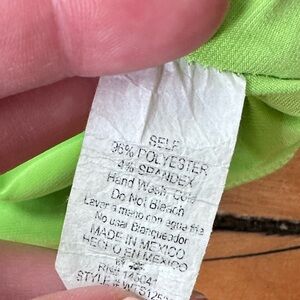 SELF
96% POLYESTER
4% SPANDEX
Hand Wash Cold
Do Not Bleach
Lavar a mano con agua fria
No usar Blanqueador
MADE IN MEXICO
HECHO EN MEXICO
STYLE#